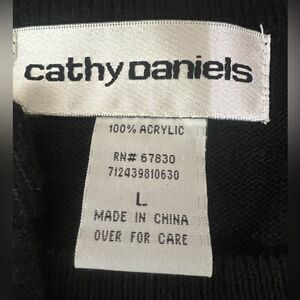 cathy Daniels
100% ACRYLIC
RN# 67830
712439810630
L
MADE IN CHINA
OVER FOR CARE